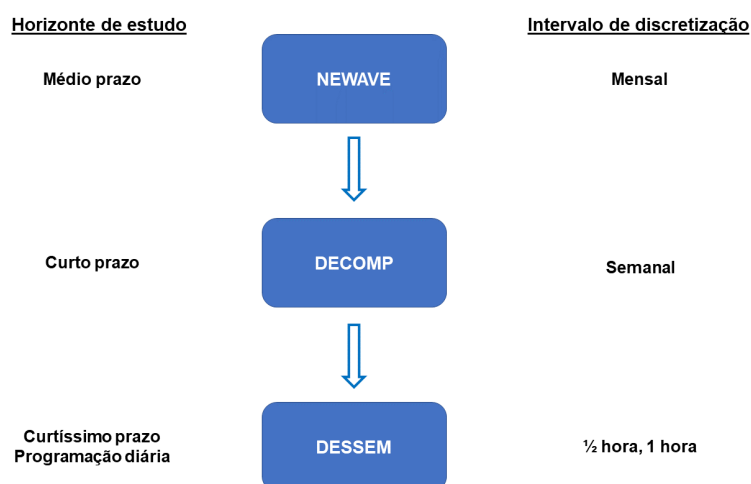 Horizonte de estudo
Intervalo de discretização
Médio prazo
NEWAVE
Mensal
Curto prazo
DECOMP
Semanal
Curtíssimo prazo
Programação diária
DESSEM
½ hora, 1 hora